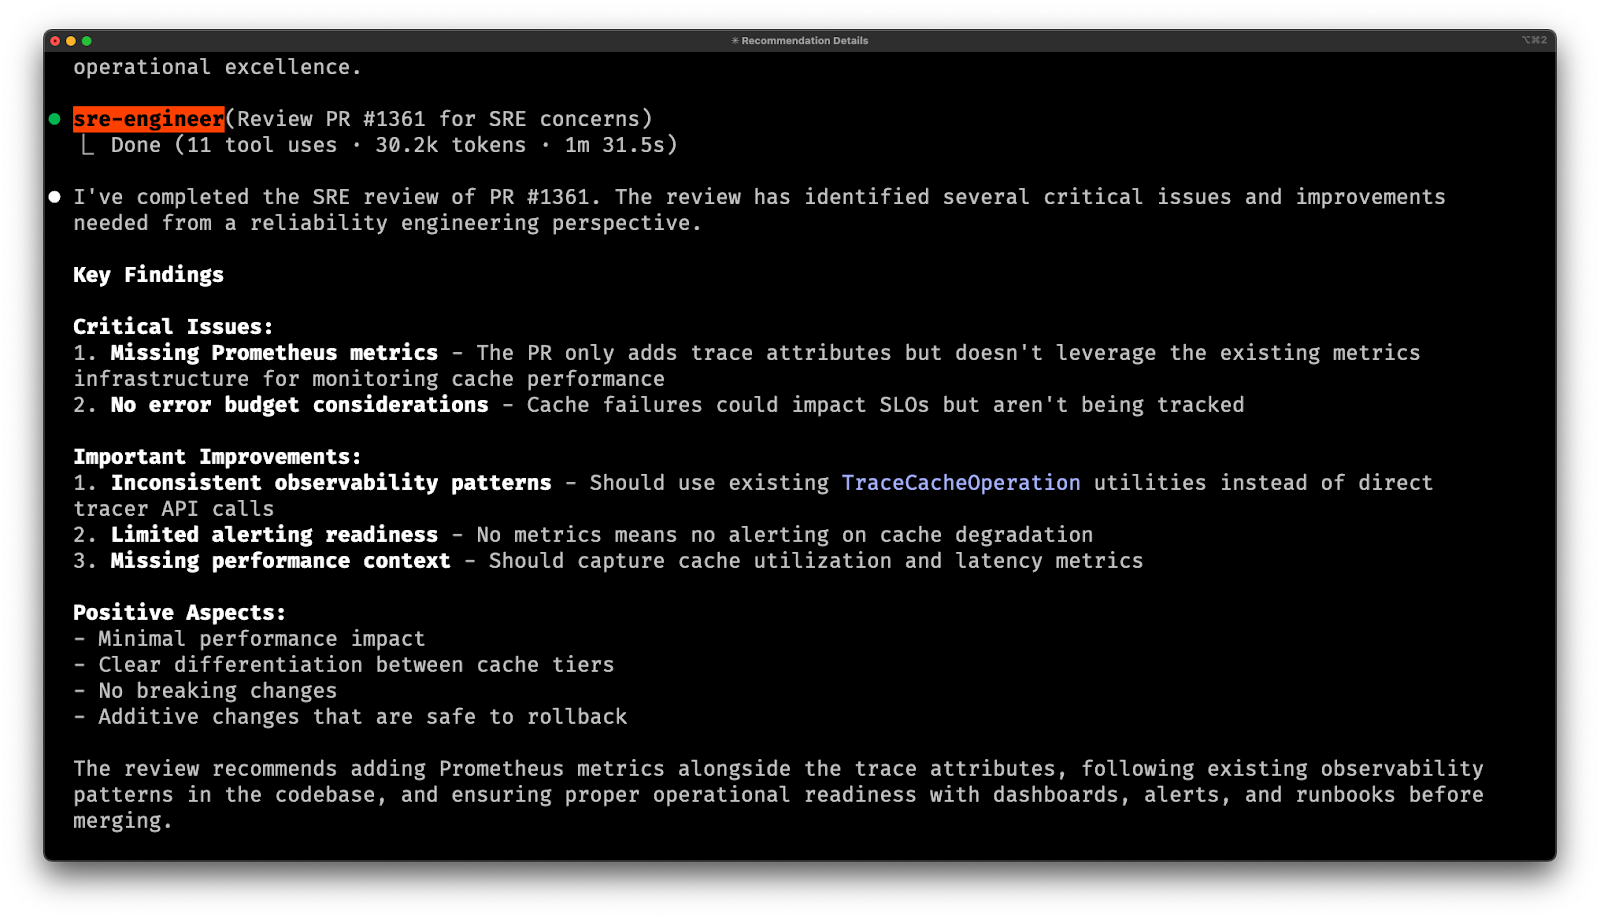 ✳ Recommendation Details
⌥⌘2
operational excellence.
sre-engineer(Review PR #1361 for SRE concerns)
⎿ Done (11 tool uses · 30.2k tokens · 1m 31.5s)
I've completed the SRE review of PR #1361. The review has identified several critical issues and improvements
needed from a reliability engineering perspective.
Key Findings
Critical Issues:
1. Missing Prometheus metrics - The PR only adds trace attributes but doesn't leverage the existing metrics
infrastructure for monitoring cache performance
2. No error budget considerations - Cache failures could impact SLOs but aren't being tracked
Important Improvements:
1. Inconsistent observability patterns - Should use existing TraceCacheOperation utilities instead of direct
tracer API calls
2. Limited alerting readiness - No metrics means no alerting on cache degradation
3. Missing performance context - Should capture cache utilization and latency metrics
Positive Aspects:
- Minimal performance impact
- Clear differentiation between cache tiers
- No breaking changes
- Additive changes that are safe to rollback
The review recommends adding Prometheus metrics alongside the trace attributes, following existing observability
patterns in the codebase, and ensuring proper operational readiness with dashboards, alerts, and runbooks before
merging.